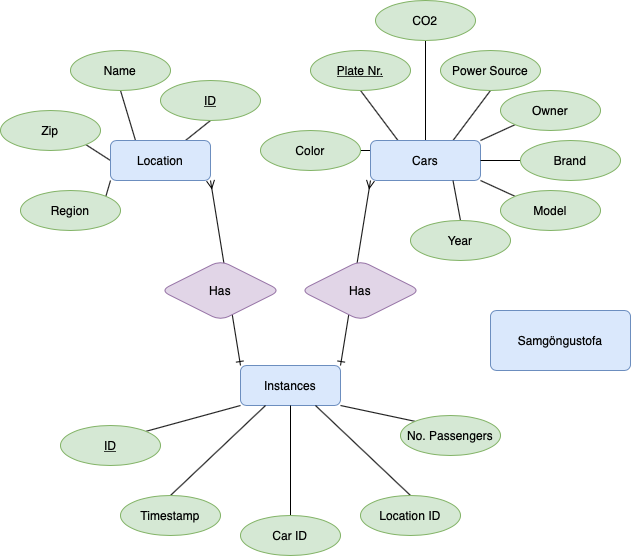 CO2
Name
Plate Nr.
Power Source
ID
Owner
Zip
Color
Location
Cars
Brand
Region
Model
Year
Has
Has
Samgöngustofa
Instances
ID
No. Passengers
Timestamp
Location ID
Car ID